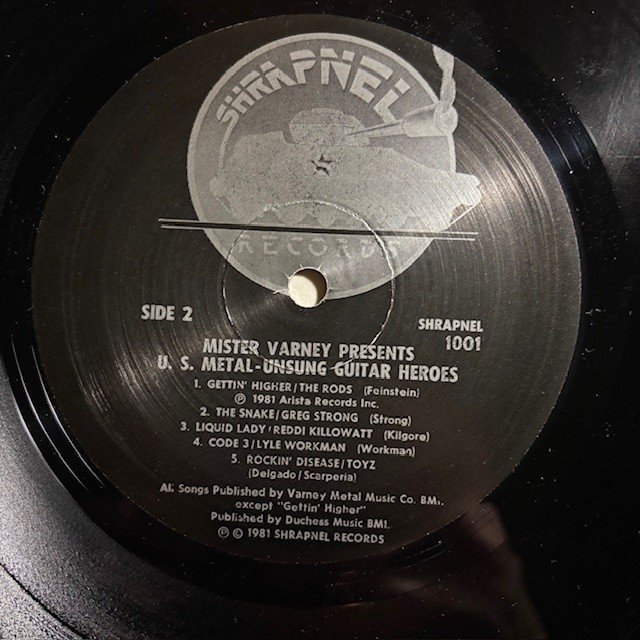 SHRAPNEL
RECORDS
SIDE 2
SHRAPNEL
1001
MISTER VARNEY PRESENTS
U. S. METAL-UNSUNG GUITAR HEROES
1. GETTIN' HIGHER/THE RODS (Feinstein)
℗ 1981 Arista Records Inc.
2. THE SNAKE/GREG STRONG (Strong)
3. LIQUID LADY/REDDI KILLOWATT (Kilgore)
4. CODE 3/LYLE WORKMAN (Workman)
5. ROCKIN' DISEASE/TOYZ
(Delgado/Scarperia)
All Songs Published by Varney Metal Music Co. BMI.
except "Gettin' Higher"
Published by Duchess Music BMI.
℗ © 1981 SHRAPNEL RECORDS